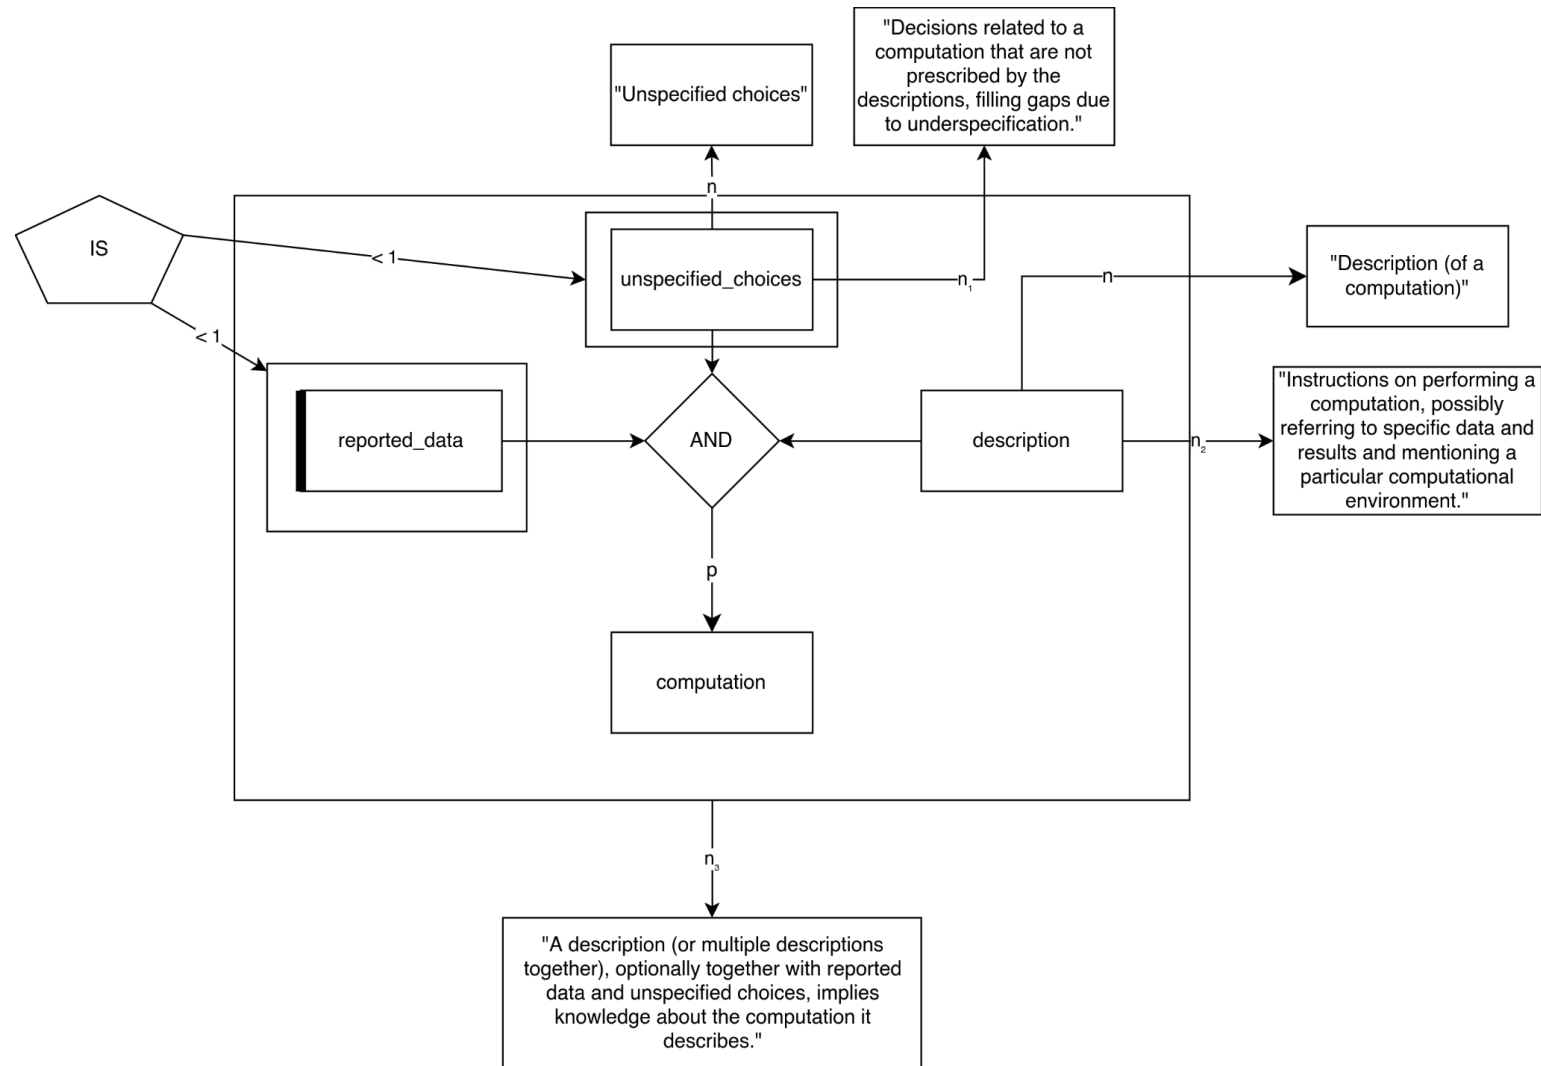 "Decisions related to a
computation that are not
prescribed by the
descriptions, filling gaps due
to underspecification."
"Unspecified choices"
n
IS
< 1
unspecified_choices
n₁
"Description (of a
computation)"
n
< 1
reported_data
AND
description
n₂
"Instructions on performing a
computation, possibly
referring to specific data and
results and mentioning a
particular computational
environment."
p
computation
n₃
"A description (or multiple descriptions
together), optionally together with reported
data and unspecified choices, implies
knowledge about the computation it
describes."